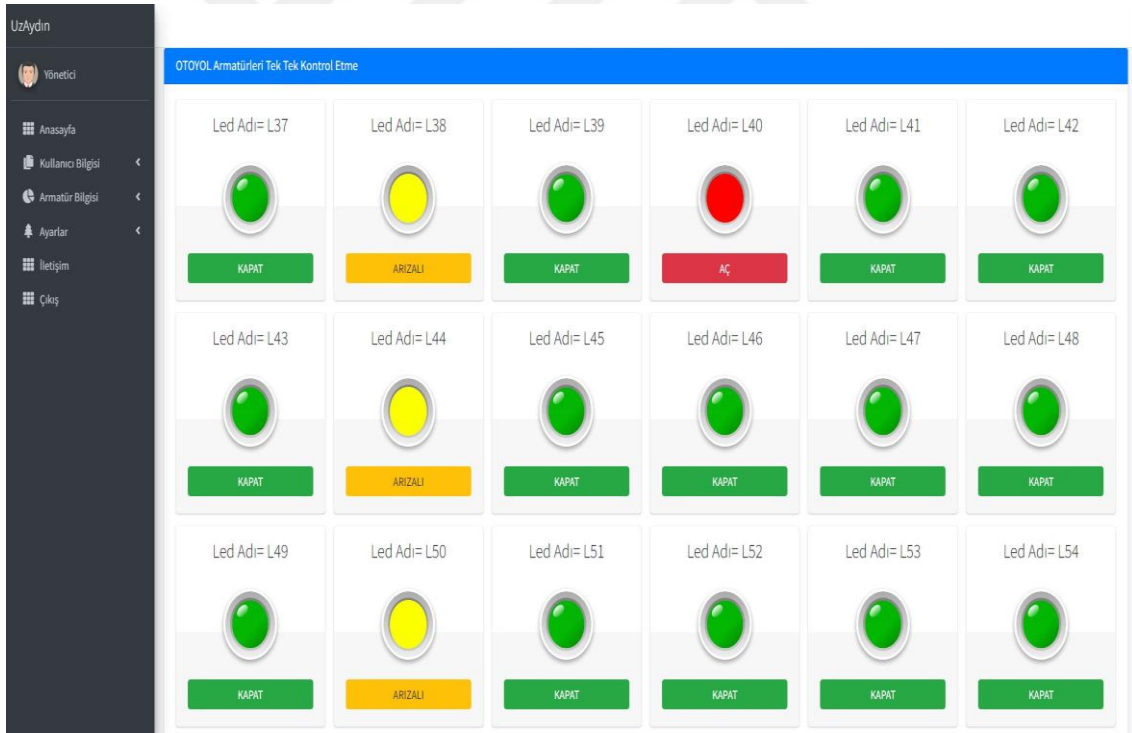 UzAydın
Yönetici
Anasayfa
Kullanıcı Bilgisi
Armatür Bilgisi
Ayarlar
İletişim
Çıkış
OTOYOL Armatürleri Tek Tek Kontrol Etme
Led Adı= L37 Led Adı= L38 Led Adı= L39 Led Adı= L40 Led Adı= L41 Led Adı= L42
KAPAT ARIZALI KAPAT AÇ KAPAT KAPAT
Led Adı= L43 Led Adı= L44 Led Adı= L45 Led Adı= L46 Led Adı= L47 Led Adı= L48
KAPAT ARIZALI KAPAT KAPAT KAPAT KAPAT
Led Adı= L49 Led Adı= L50 Led Adı= L51 Led Adı= L52 Led Adı= L53 Led Adı= L54
KAPAT ARIZALI KAPAT KAPAT KAPAT KAPAT